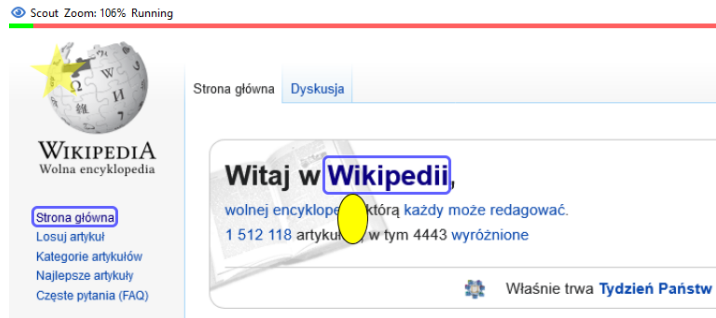 Scout Zoom: 106% Running
WIKIPEDIA
Wolna encyklopedia
Strona główna
Losuj artykuł
Kategorie artykułów
Najlepsze artykuły
Częste pytania (FAQ)
Strona główna Dyskusja
Witaj w Wikipedii,
wolnej którą każdy może redagować.
1 512 118 w tym 4443 wyróżnione
Właśnie trwa Tydzień Państw